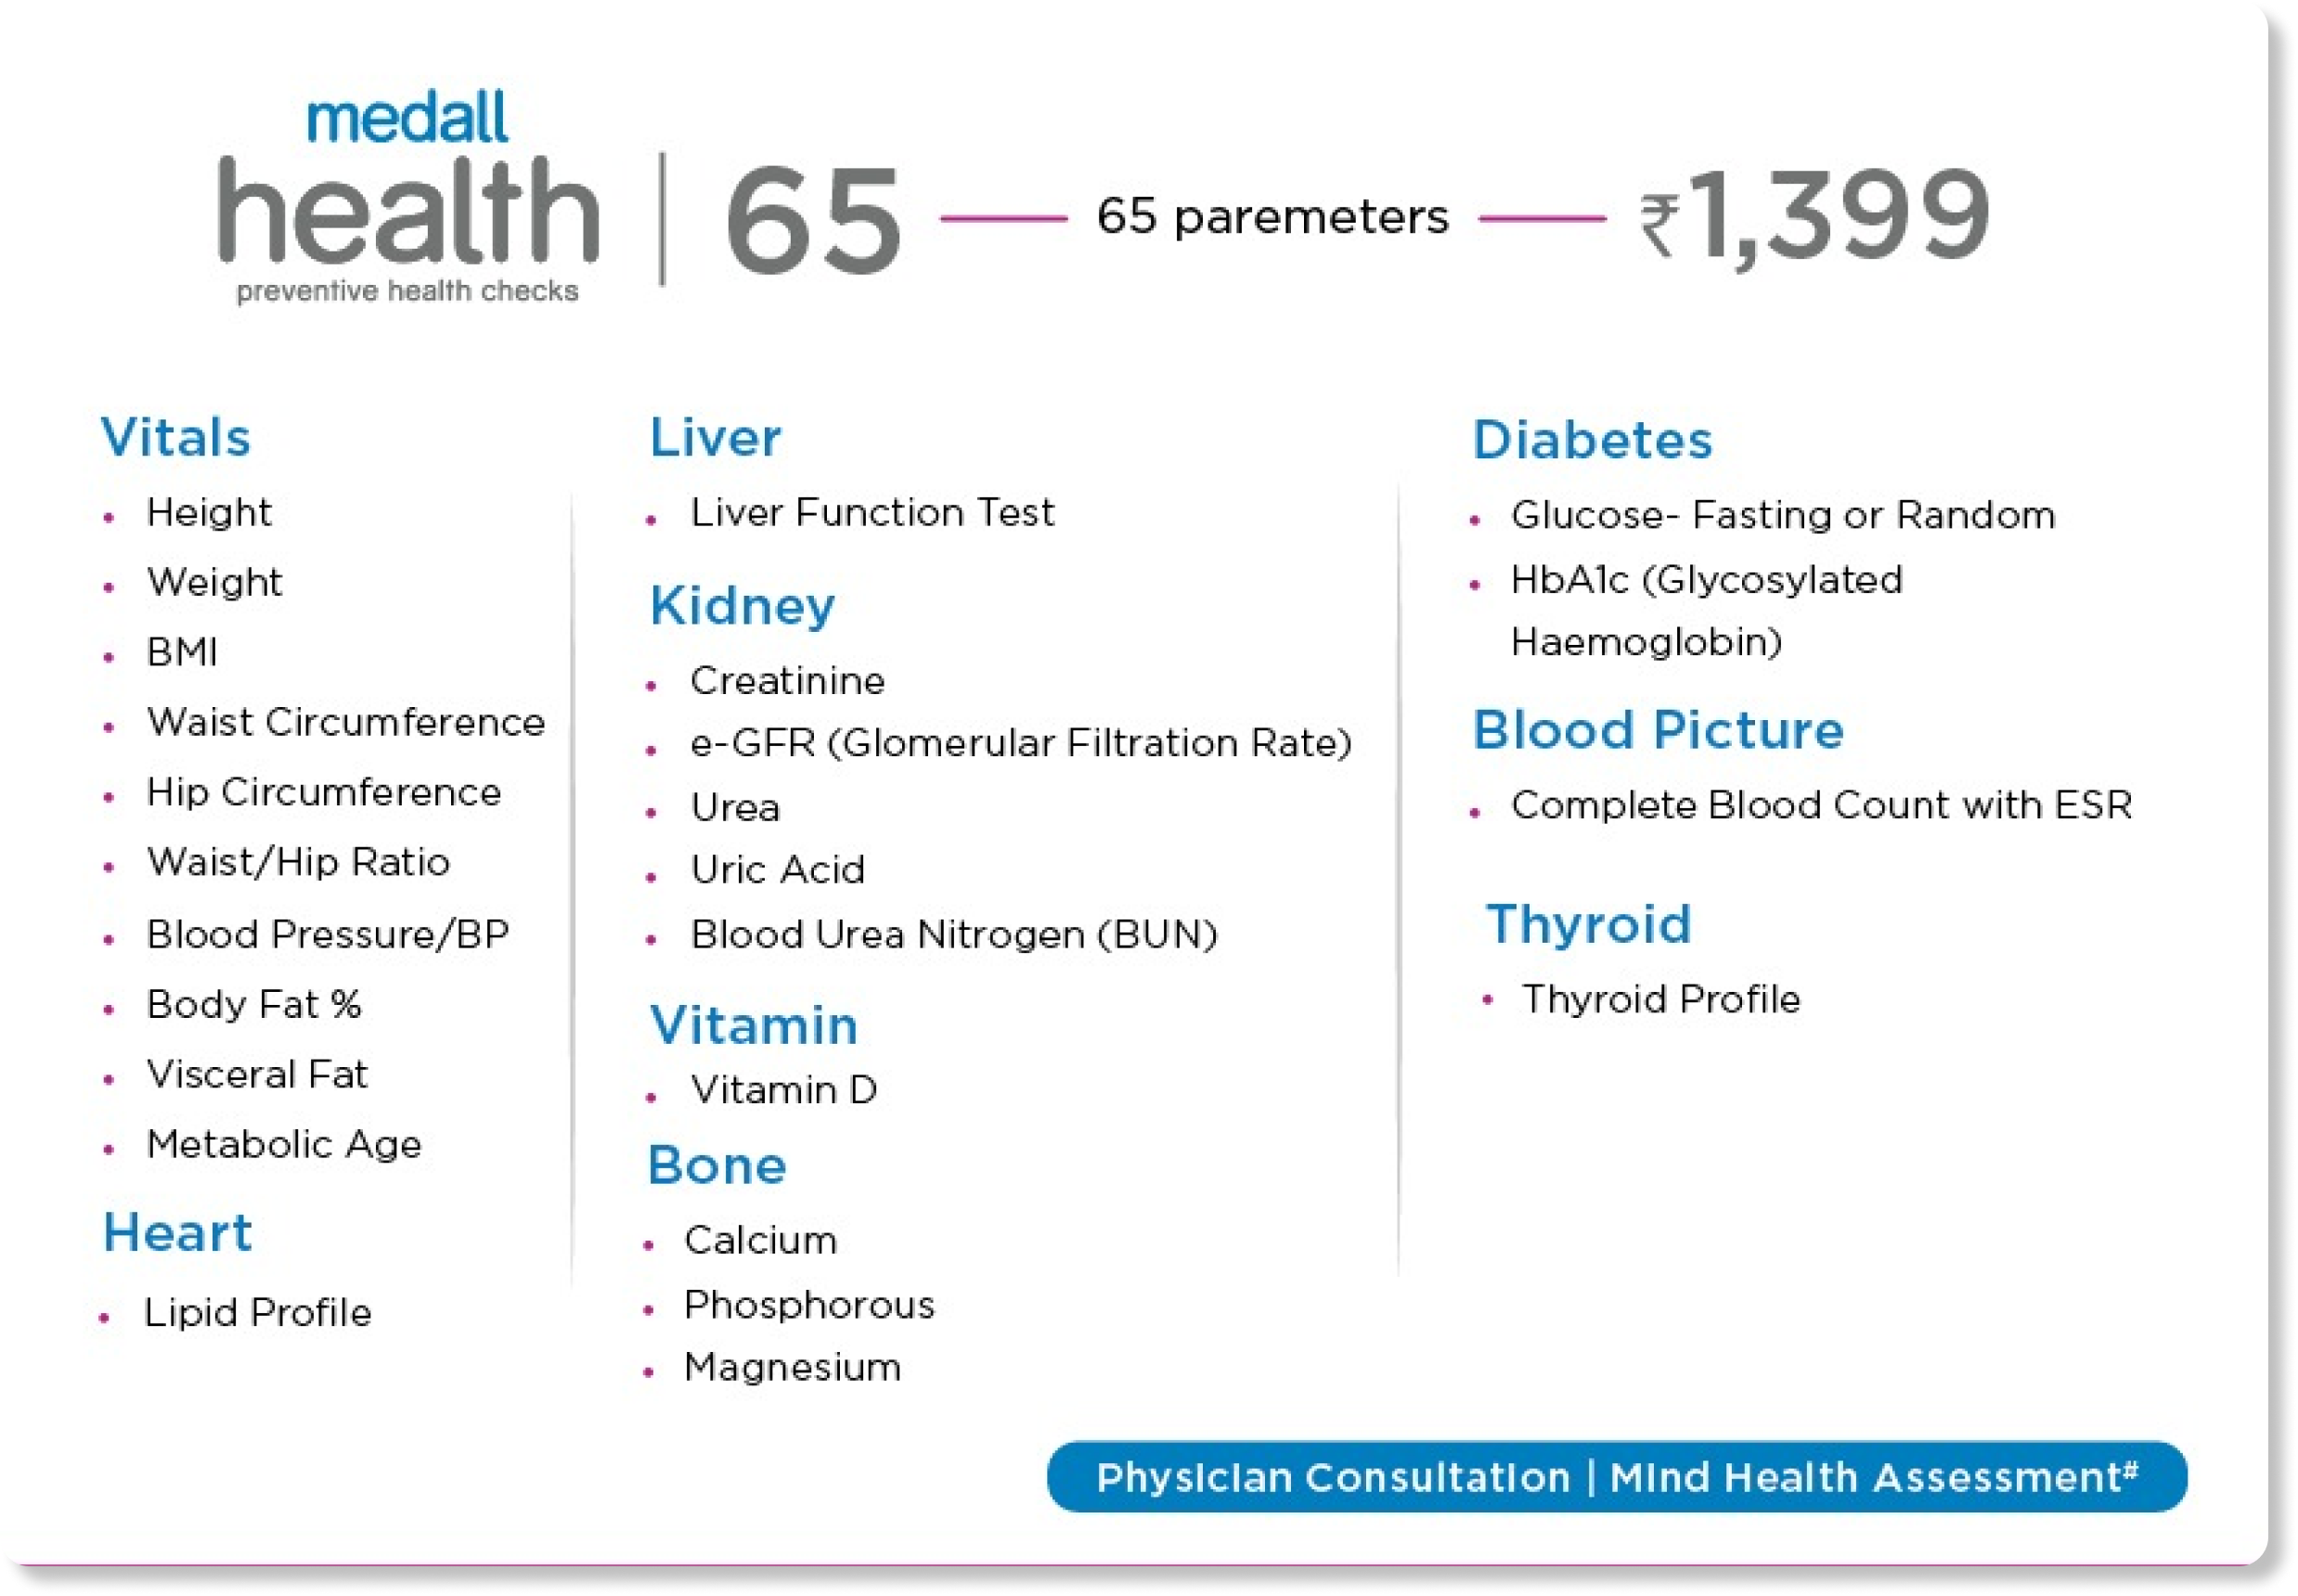 medall
health
preventive health checks
65
65 paremeters
₹1,399
Vitals
Height
Weight
BMI
Waist Circumference
Hip Circumference
Waist/Hip Ratio
Blood Pressure/BP
Body Fat %
Visceral Fat
Metabolic Age
Heart
Lipid Profile
Liver
Liver Function Test
Kidney
Creatinine
e-GFR (Glomerular Filtration Rate)
Urea
Uric Acid
Blood Urea Nitrogen (BUN)
Vitamin
Vitamin D
Bone
Calcium
Phosphorous
Magnesium
Diabetes
Glucose- Fasting or Random
HbA1c (Glycosylated
Haemoglobin)
Blood Picture
Complete Blood Count with ESR
Thyroid
Thyroid Profile
Physician Consultation | Mind Health Assessment#